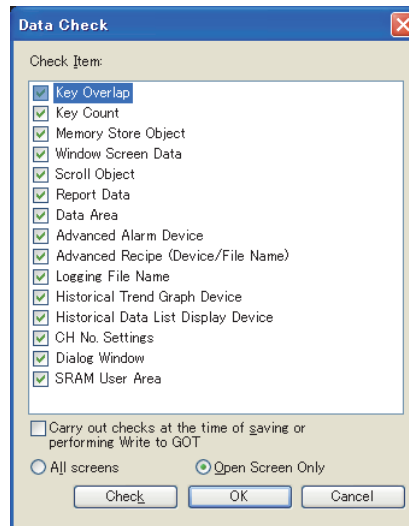 Data Check
Check Item:
Key Overlap
Key Count
Memory Store Object
Window Screen Data
Scroll Object
Report Data
Data Area
Advanced Alarm Device
Advanced Recipe (Device/File Name)
Logging File Name
Historical Trend Graph Device
Historical Data List Display Device
CH No. Settings
Dialog Window
SRAM User Area
Carry out checks at the time of saving or
performing Write to GOT
All screens Open Screen Only
Check OK Cancel